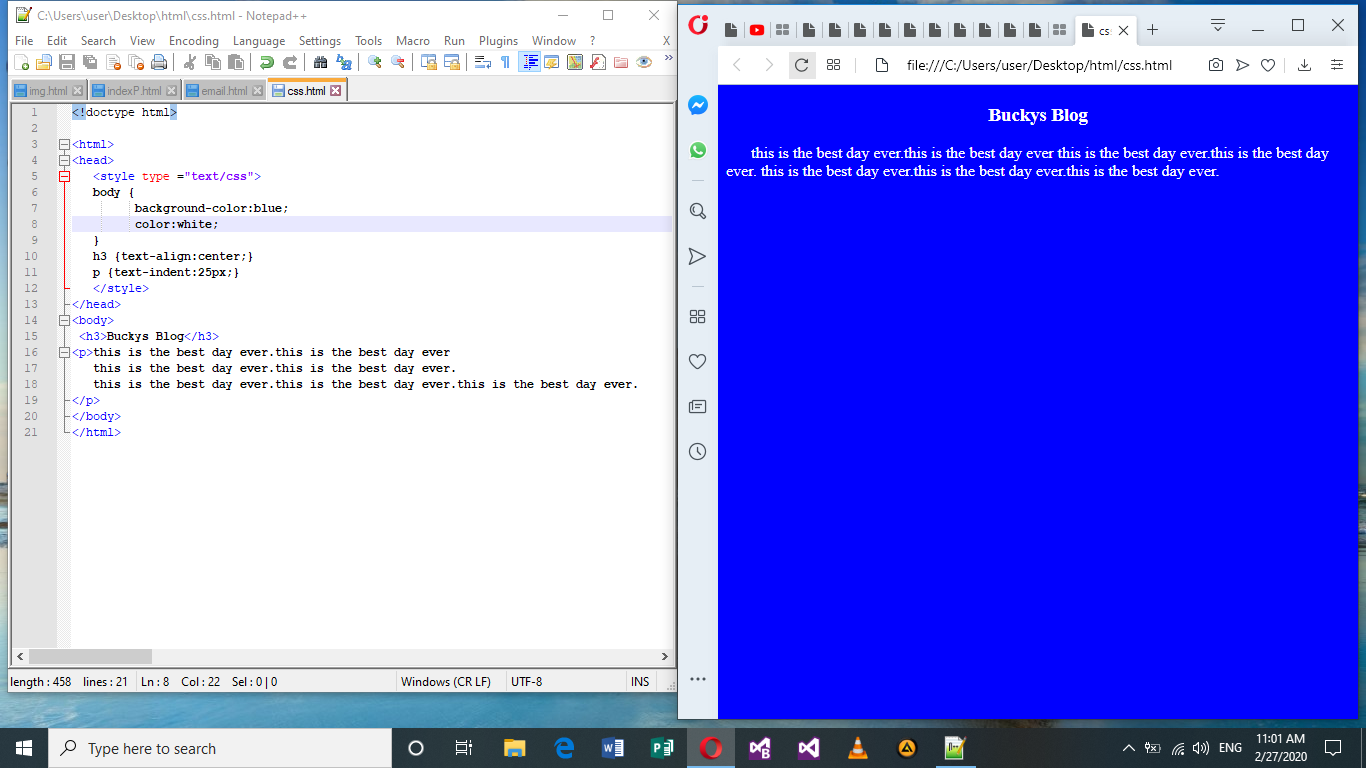 C:\Users\user\Desktop\html\css.html - Notepad++
File Edit Search View Encoding Language Settings Tools Macro Run Plugins Window ? X
img.html indexP.html email.html css.html
1 <!doctype html>
2
3 <html>
4 <head>
5 <style type ="text/css">
6 body {
7 background-color:blue;
8 color:white;
9 }
10 h3 {text-align:center;}
11 p {text-indent:25px;}
12 </style>
13 </head>
14 <body>
15 <h3>Buckys Blog</h3>
16 <p>this is the best day ever.this is the best day ever
17 this is the best day ever.this is the best day ever.
18 this is the best day ever.this is the best day ever.this is the best day ever.
19 </p>
20 </body>
21 </html>
length : 458 lines : 21 Ln : 8 Col : 22 Sel : 0 | 0 Windows (CR LF) UTF-8 INS
cs
file:///C:/Users/user/Desktop/html/css.html
Buckys Blog
this is the best day ever.this is the best day ever this is the best day ever.this is the best day
ever. this is the best day ever.this is the best day ever.this is the best day ever.
Type here to search
ENG
11:01 AM
2/27/2020